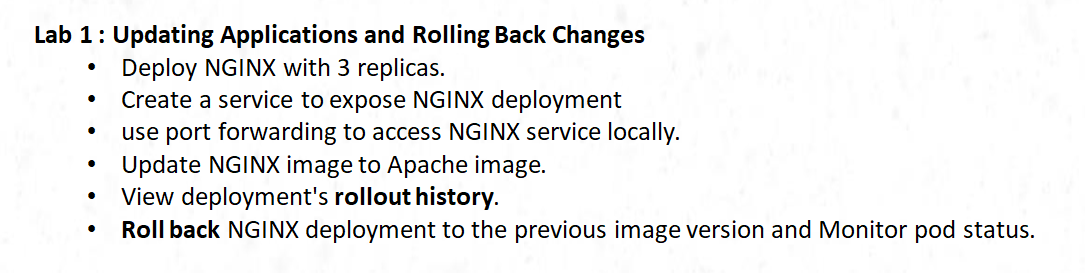 Lab 1 : Updating Applications and Rolling Back Changes
• Deploy NGINX with 3 replicas.
• Create a service to expose NGINX deployment
• use port forwarding to access NGINX service locally.
• Update NGINX image to Apache image.
• View deployment's rollout history.
• Roll back NGINX deployment to the previous image version and Monitor pod status.